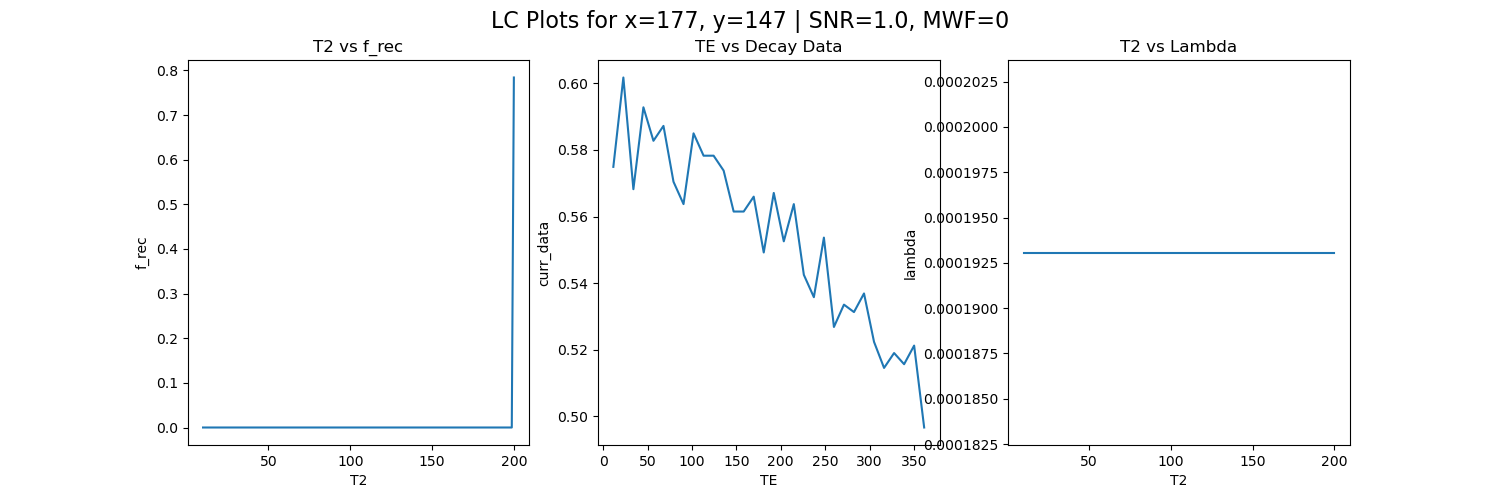 LC Plots for x=177, y=147 | SNR=1.0, MWF=0
T2 vs f_rec
0.8
0.7
0.6
0.5
0.4
0.3
0.2
0.1
0.0
f_rec
50 100 150 200
T2
TE vs Decay Data
0.60
0.58
0.56
0.54
0.52
0.50
curr_data
0 50 100 150 200 250 300 350
TE
T2 vs Lambda
0.0002025
0.0002000
0.0001975
0.0001950
0.0001925
0.0001900
0.0001875
0.0001850
0.0001825
lambda
50 100 150 200
T2